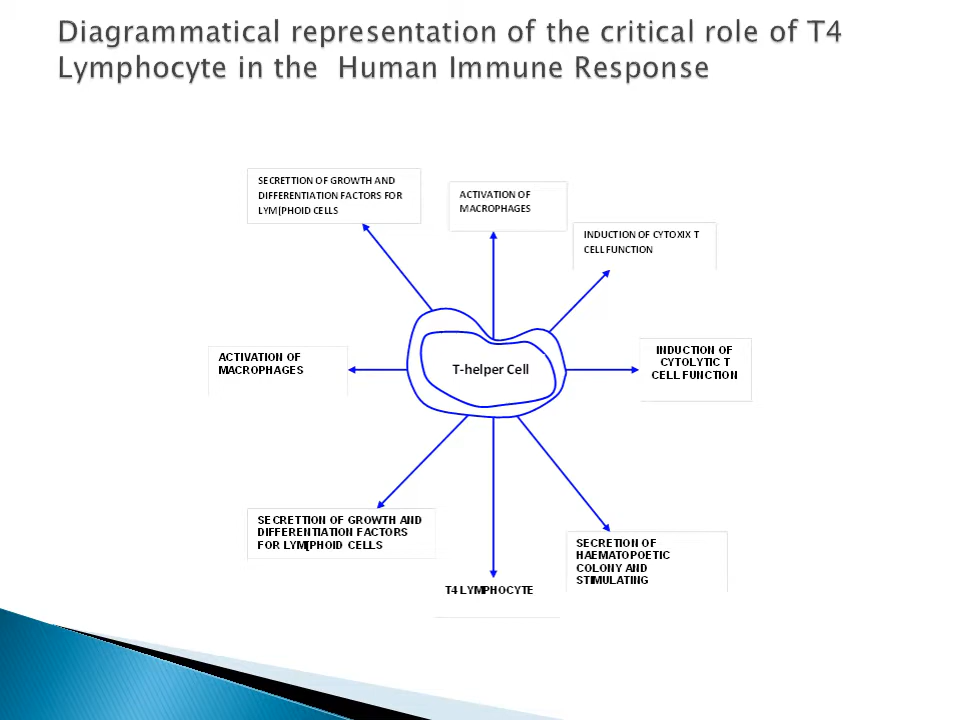 Diagrammatical representation of the critical role of T4
Lymphocyte in the Human Immune Response
SECRETTION OF GROWTH AND
DIFFERENTIATION FACTORS FOR
LYM[PHOID CELLS
ACTIVATION OF
MACROPHAGES
INDUCTION OF CYTOXIX T
CELL FUNCTION
ACTIVATION OF
MACROPHAGES
T-helper Cell
INDUCTION OF
CYTOLYTIC T
CELL FUNCTION
SECRETTION OF GROWTH AND
DIFFERENTIATION FACTORS
FOR LYM[PHOID CELLS
T4 LYMPHOCYTE
SECRETION OF
HAEMATOPOETIC
COLONY AND
STIMULATING